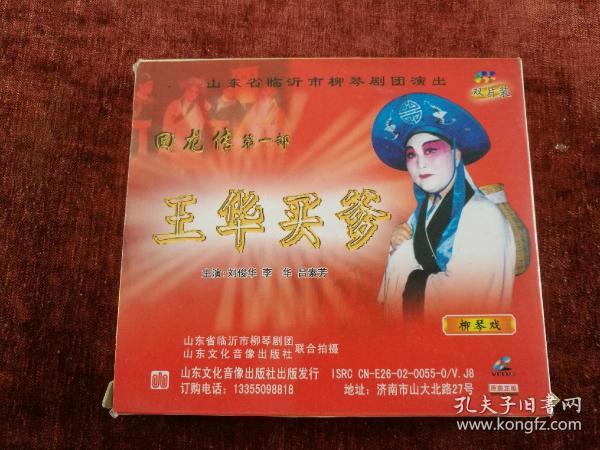 山东省临沂市柳琴剧团演出
双片装
回龙传 第一部
王华买爹
主演:刘俊华 李 华 吕素芳
柳琴戏
山东省临沂市柳琴剧团
山东文化音像出版社
联合拍摄
山东文化音像出版社出版发行 ISRC CN-E26-02-0055-0/V.J8
订购电话:13355098818 地址:济南市山大北路27号
孔夫子旧书网
www.kongfz.com